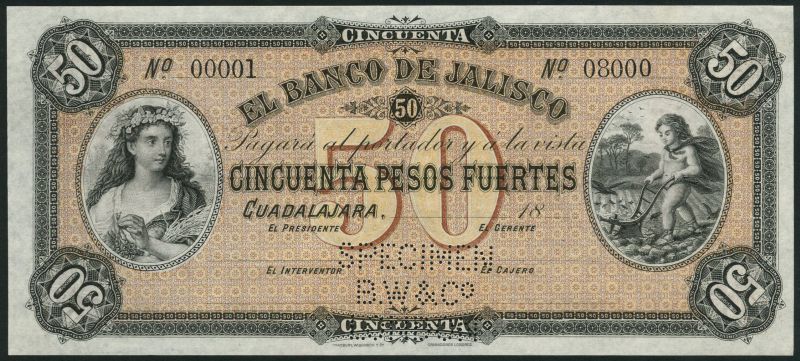 CINCUENTA
50 50
Nº 00001 Nº 08000
EL BANCO DE JALISCO
50
Pagará al portador y á la vista
50
CINCUENTA PESOS FUERTES
GUADALAJARA, 18
EL PRESIDENTE EL GERENTE
SPECIMEN
EL INTERVENTOR EL CAJERO
B.W.&Cº
50 50
CINCUENTA